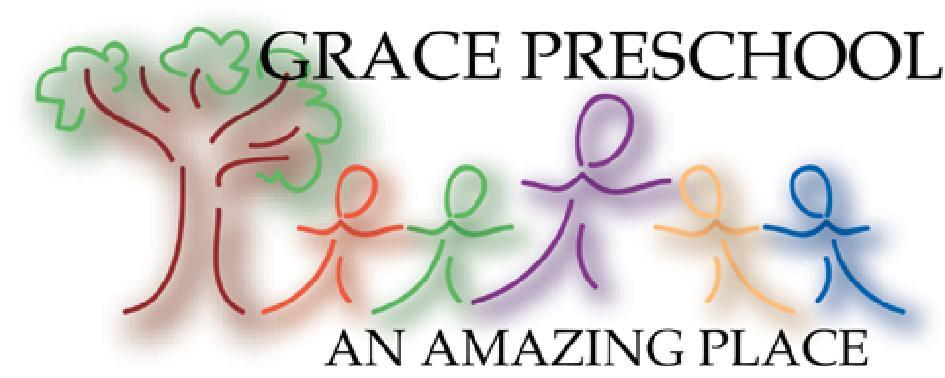 GRACE PRESCHOOL
AN AMAZING PLACE